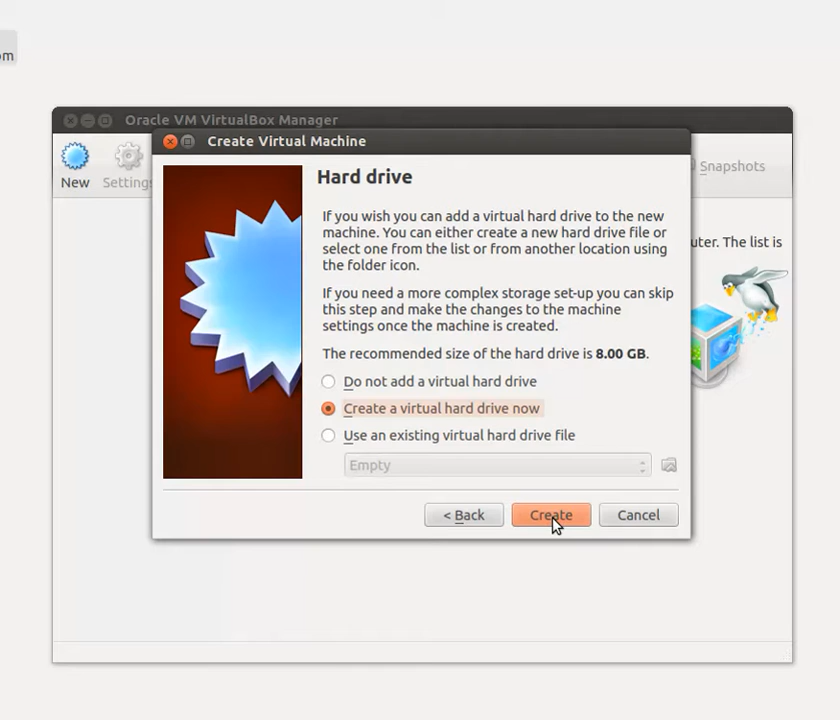 om
Oracle VM VirtualBox Manager
Create Virtual Machine
New
Settings
Snapshots
Hard drive
If you wish you can add a virtual hard drive to the new
machine. You can either create a new hard drive file or
select one from the list or from another location using
the folder icon.
uter. The list is
If you need a more complex storage set-up you can skip
this step and make the changes to the machine
settings once the machine is created.
The recommended size of the hard drive is 8.00 GB.
Do not add a virtual hard drive
Create a virtual hard drive now
Use an existing virtual hard drive file
Empty
< Back
Create
Cancel